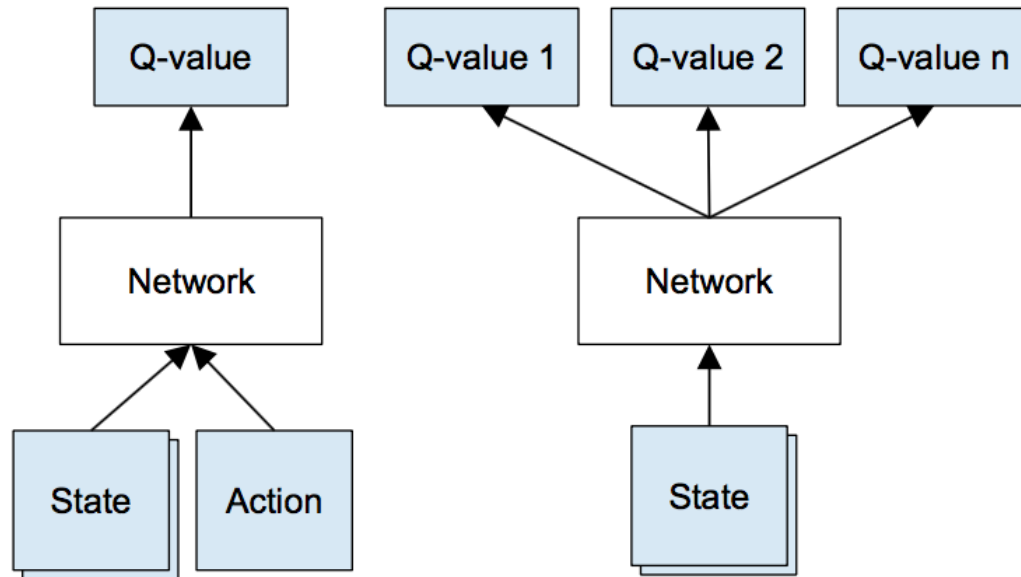 Q-value
Q-value 1
Q-value 2
Q-value n
Network
Network
State
Action
State